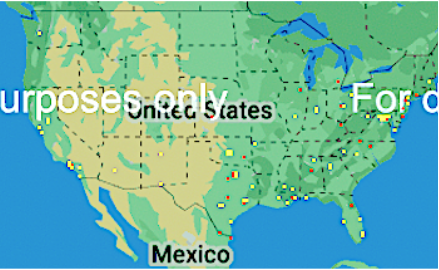 urposes only
For d
United States
Mexico